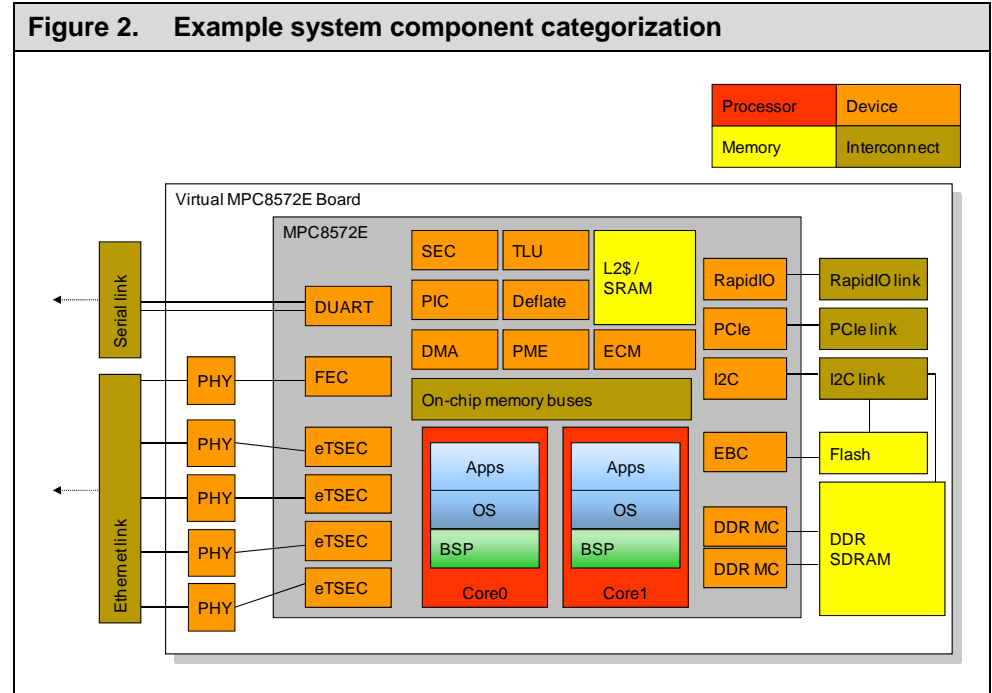 Figure 2. Example system component categorization
Processor
Device
Memory
Interconnect
Virtual MPC8572E Board
MPC8572E
Serial link
DUART
SEC
TLU
L2$ /
SRAM
RapidIO
RapidIO link
PIC
Deflate
PCIe
PCIe link
DMA
PME
ECM
I2C
I2C link
PHY
FEC
On-chip memory buses
Ethernet link
PHY
eTSEC
PHY
eTSEC
PHY
eTSEC
PHY
eTSEC
Apps
OS
BSP
Core0
Apps
OS
BSP
Core1
EBC
Flash
DDR MC
DDR MC
DDR
SDRAM